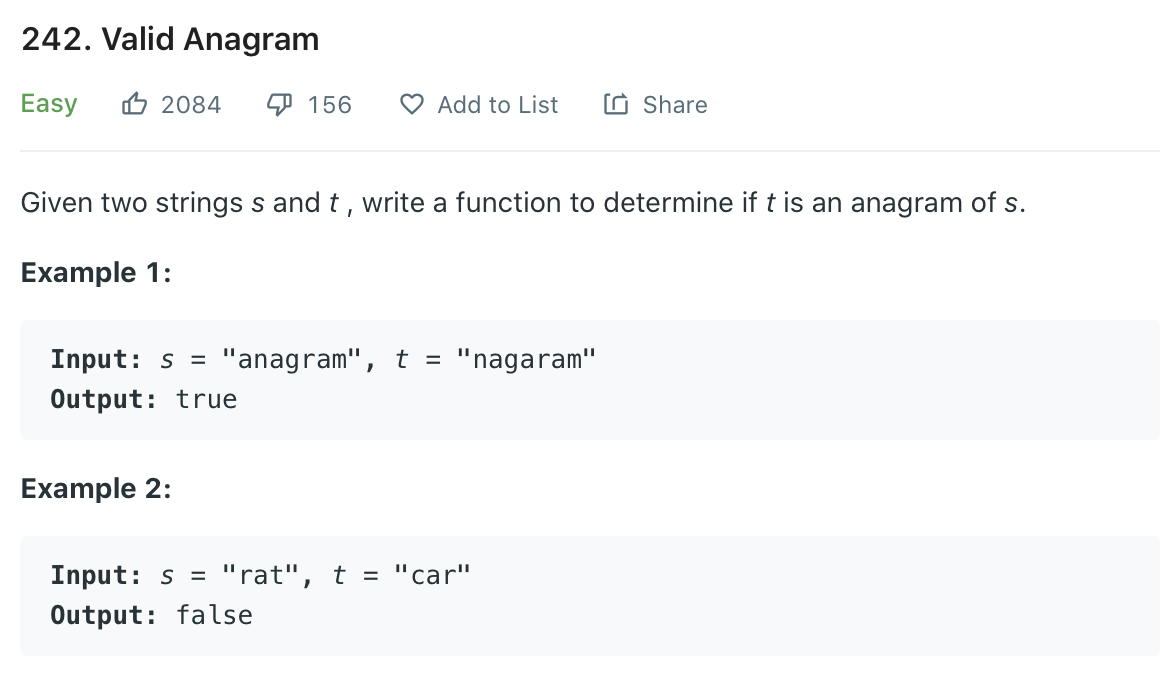 242. Valid Anagram
Easy 2084 156 Add to List Share
Given two strings s and t , write a function to determine if t is an anagram of s.
Example 1:
Input: s = "anagram", t = "nagaram"
Output: true
Example 2:
Input: s = "rat", t = "car"
Output: false